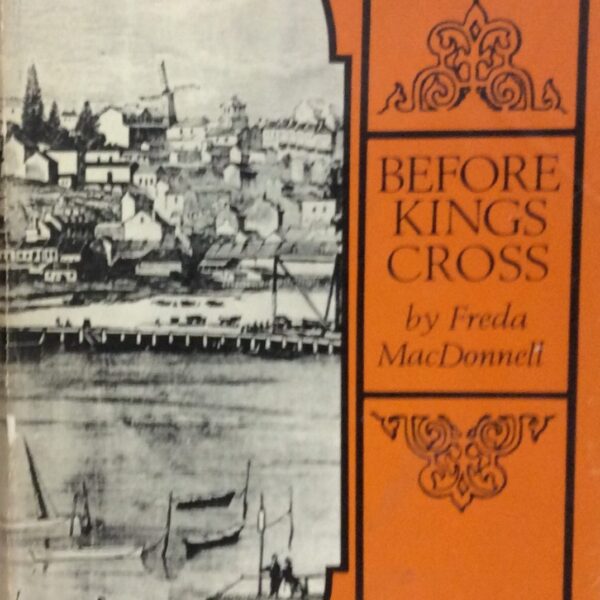 BEFORE
KINGS
CROSS
by Freda
MacDonnell